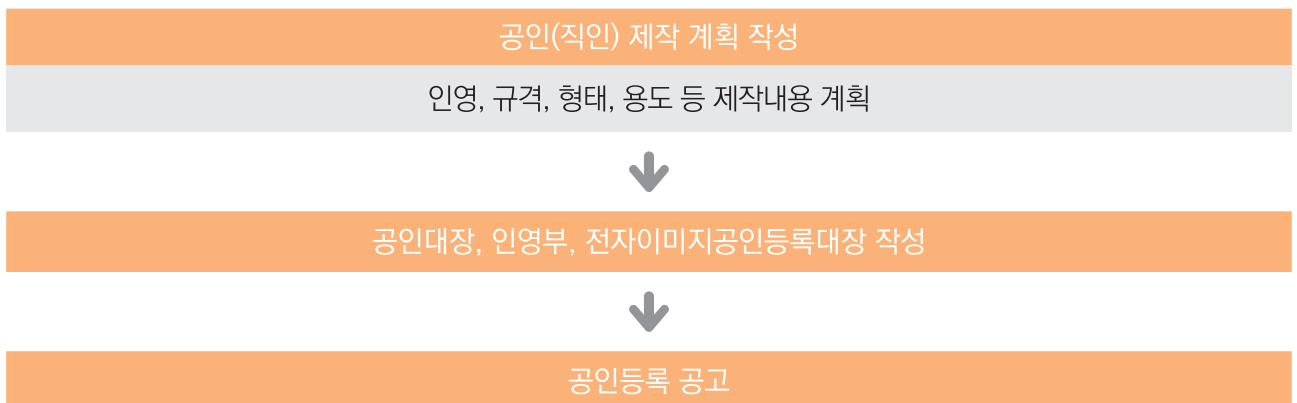 공인(직인) 제작 계획 작성
인영, 규격, 형태, 용도 등 제작내용 계획
공인대장, 인영부, 전자이미지공인등록대장 작성
공인등록 공고